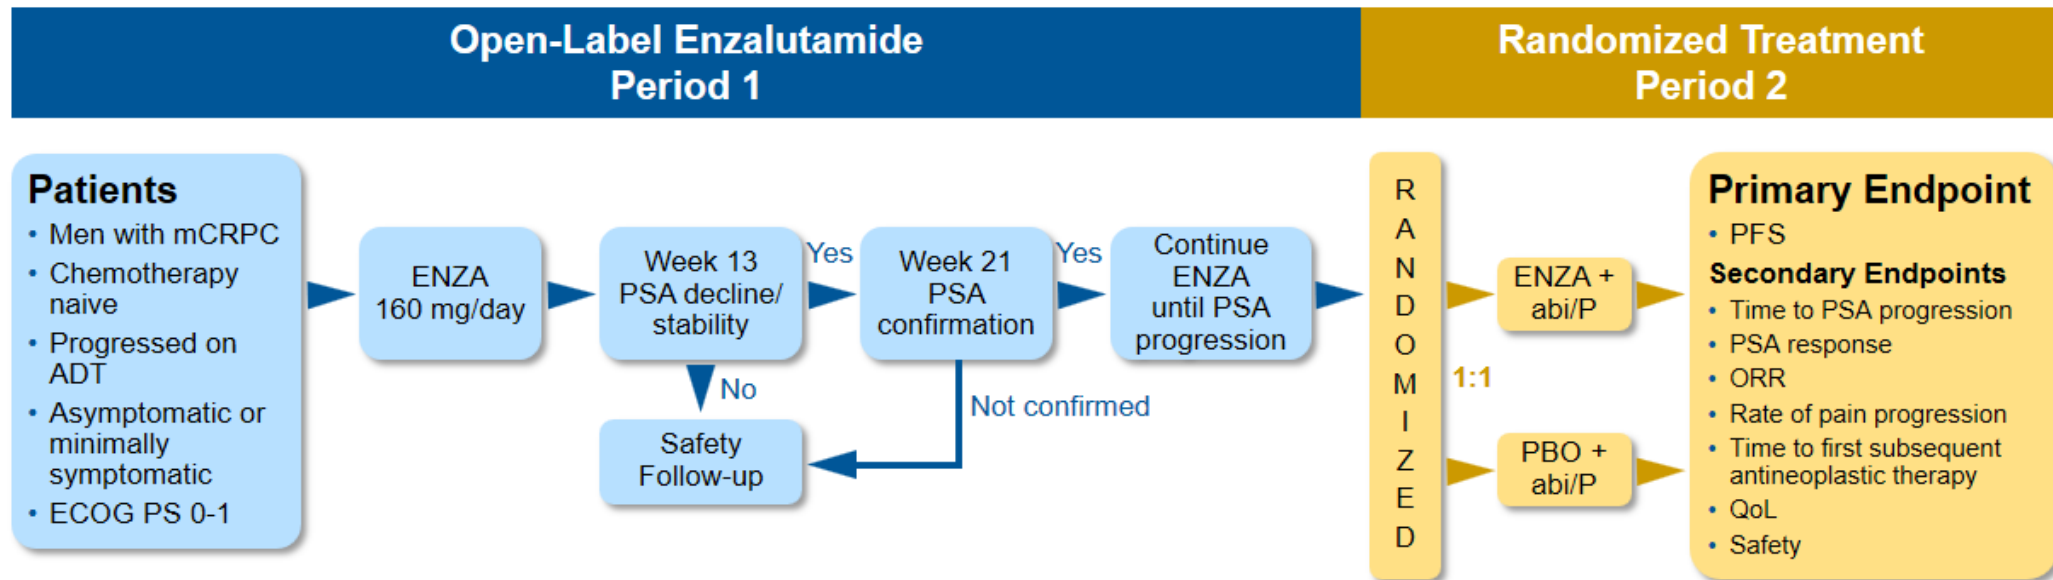 Open-Label Enzalutamide
Period 1
Randomized Treatment
Period 2
Patients
• Men with mCRPC
• Chemotherapy
naive
• Progressed on
ADT
• Asymptomatic or
minimally
symptomatic
• ECOG PS 0-1
ENZA
160 mg/day
Week 13
PSA decline/
stability
Yes
No
Safety
Follow-up
Week 21
PSA
confirmation
Yes
Not confirmed
Continue
ENZA
until PSA
progression
R
A
N
D
O
M
I
Z
E
D
1:1
ENZA +
abi/P
PBO +
abi/P
Primary Endpoint
• PFS
Secondary Endpoints
• Time to PSA progression
• PSA response
• ORR
• Rate of pain progression
• Time to first subsequent
antineoplastic therapy
• QoL
• Safety